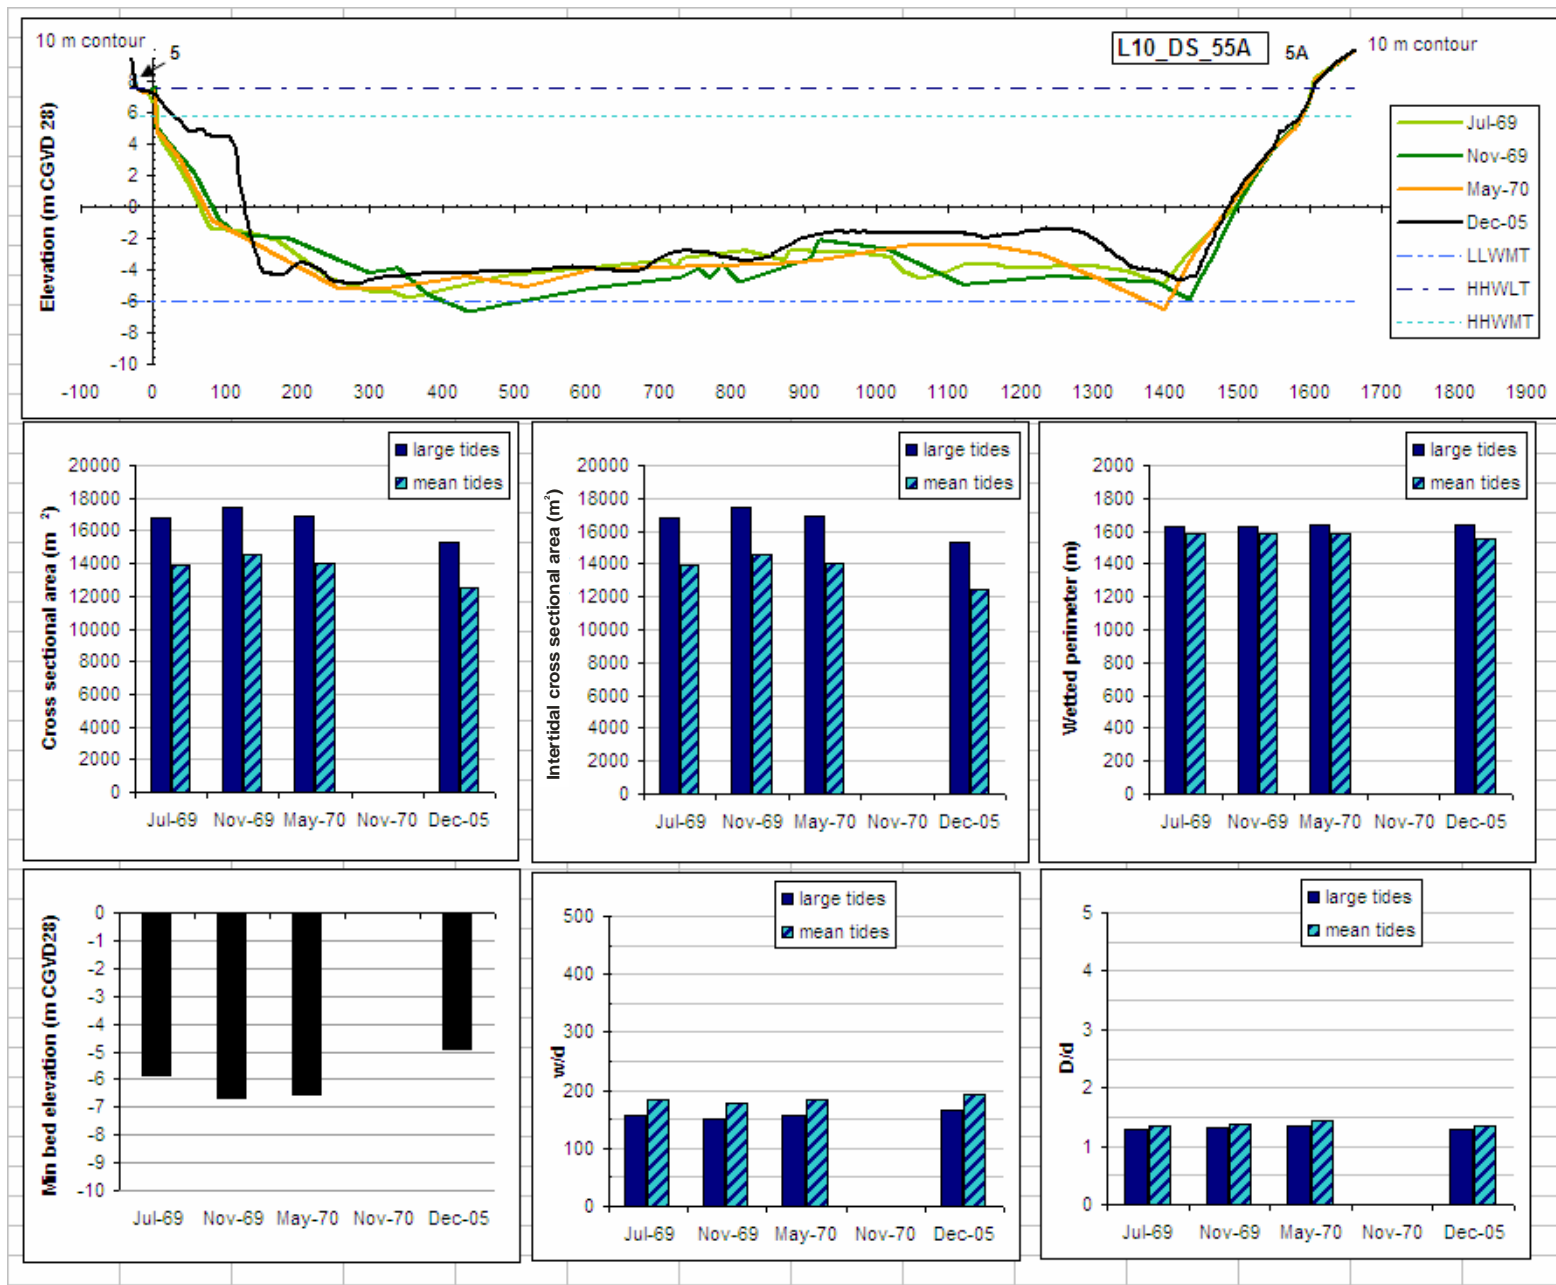 10 m contour
5
L10_DS_55A
5A
10 m contour
Elevation (m CGVD 28)
8
6
4
2
0
-2
-4
-6
-8
-10
-100 0 100 200 300 400 500 600 700 800 900 1000 1100 1200 1300 1400 1500 1600 1700 1800 1900
Jul-69
Nov-69
May-70
Dec-05
LLWMT
HHWLT
HHWMT
large tides
mean tides
Cross sectional area (m ²)
20000
18000
16000
14000
12000
10000
8000
6000
4000
2000
0
Jul-69 Nov-69 May-70 Nov-70 Dec-05
large tides
mean tides
Intertidal cross sectional area (m²)
20000
18000
16000
14000
12000
10000
8000
6000
4000
2000
0
Jul-69 Nov-69 May-70 Nov-70 Dec-05
large tides
mean tides
Wetted perimeter (m)
2000
1800
1600
1400
1200
1000
800
600
400
200
0
Jul-69 Nov-69 May-70 Nov-70 Dec-05
Min bed elevation (m CGVD28)
0
-1
-2
-3
-4
-5
-6
-7
-8
-9
-10
Jul-69 Nov-69 May-70 Nov-70 Dec-05
large tides
mean tides
w/d
500
400
300
200
100
0
Jul-69 Nov-69 May-70 Nov-70 Dec-05
large tides
mean tides
D/d
5
4
3
2
1
0
Jul-69 Nov-69 May-70 Nov-70 Dec-05